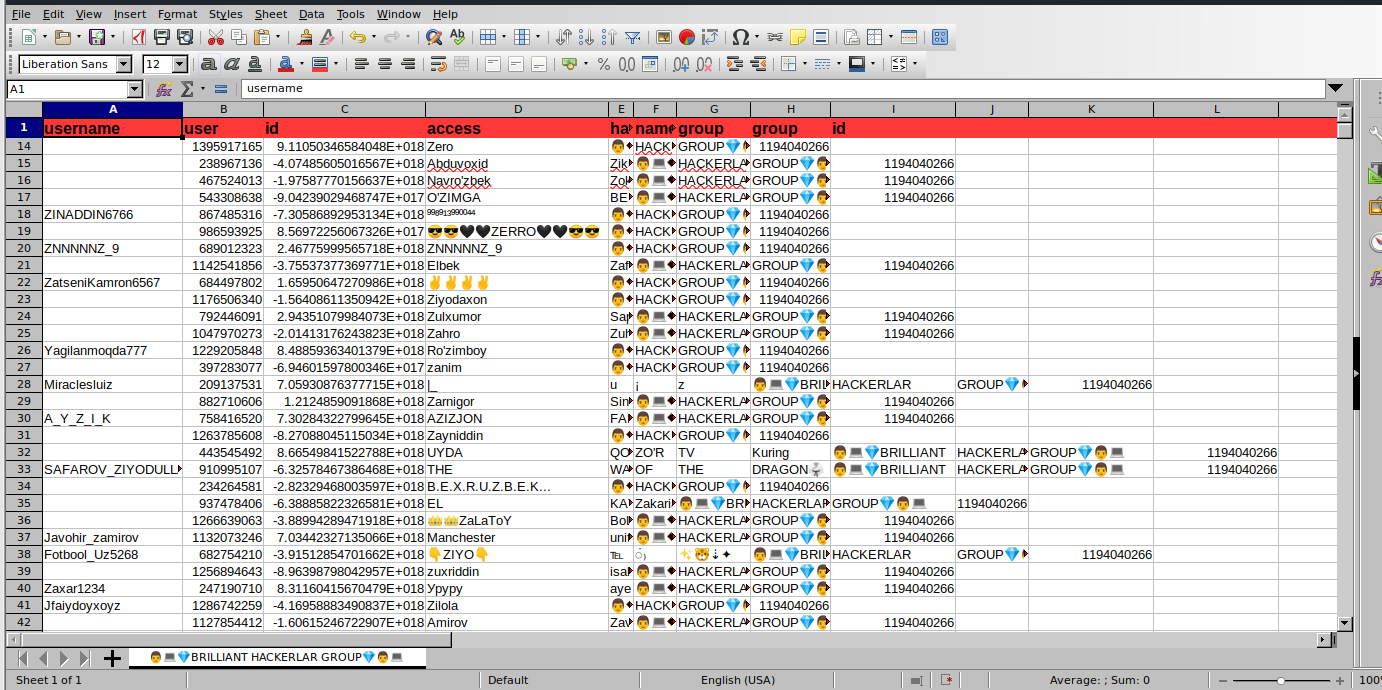 File Edit View Insert Format Styles Sheet Data Tools Window Help
Liberation Sans 12
A1 username
A B C D E F G H I J K L
1 username user id access ha name group group id
14 1395917165 9.11050346584048E+018 Zero 👨 HACK GROUP💎 1194040266
15 238967136 -4.07485605016567E+018 Abduvoxid Zik 👨💻 HACKERLA GROUP💎👨 1194040266
16 467524013 -1.97587770156637E+018 Navro'zbek Zol 👨💻 HACKERLA GROUP💎👨 1194040266
17 543308638 -9.04239029468747E+017 O'ZIMGA BE 👨💻 HACKERLA GROUP💎👨 1194040266
18 ZINADDIN6766 867485316 -7.30586892953134E+018 ⁹⁹⁸⁹¹³⁹⁹⁰⁰⁴⁴ 👨 HACK GROUP💎 1194040266
19 986593925 8.56972256067326E+017 😎😎🖤🖤ZERRO🖤🖤😎😎 👨 HACK GROUP💎 1194040266
20 ZNNNNNZ_9 689012323 2.46775999565718E+018 ZNNNNNZ_9 👨 HACK GROUP💎 1194040266
21 1142541856 -3.75537377369771E+018 Elbek Zaf 👨💻 HACKERLA GROUP💎👨 1194040266
22 ZatseniKamron6567 684497802 1.65950647270986E+018 ✌✌✌✌ 👨 HACK GROUP💎 1194040266
23 1176506340 -1.56408611350942E+018 Ziyodaxon 👨 HACK GROUP💎 1194040266
24 792446091 2.94351079984073E+018 Zulxumor Sa 👨💻 HACKERLA GROUP💎👨 1194040266
25 1047970273 -2.01413176243823E+018 Zahro Zul 👨💻 HACKERLA GROUP💎👨 1194040266
26 Yagilanmoqda777 1229205848 8.48859363401379E+018 Ro'zimboy 👨 HACK GROUP💎 1194040266
27 397283077 -6.94601597800301E+017 zanim 👨 HACK GROUP💎 1194040266
28 Miraclesluiz 209137531 7.05930876377715E+018 |_ u ¡ z 👨💻💎BRII HACKERLAR GROUP💎 1194040266
29 882710606 1.2124859091868E+018 Zarnigor Sin 👨💻 HACKERLA GROUP💎👨 1194040266
30 A_Y_Z_I_K 758416520 7.30284322799645E+018 AZIZJON FA 👨💻 HACKERLA GROUP💎👨 1194040266
31 1263785608 -8.27088045115034E+018 Zayniddin 👨 HACK GROUP💎 1194040266
32 443545492 8.66549841522788E+018 UYDA QO ZO'R TV Kuring 👨💻💎BRILLIANT HACKERLA GROUP💎👨💻 1194040266
33 SAFAROV_ZIYODULL 910995107 -6.32578467386468E+018 THE WA OF THE DRAGON 👨💻💎BRILLIANT HACKERLA GROUP💎👨💻 1194040266
34 234264581 -2.82329468003597E+018 B.E.X.R.U.Z.B.E.K... 👨 HACK GROUP💎 1194040266
35 937478406 -6.38885822326581E+018 EL KA Zakari 👨💻💎BR HACKERLAR GROUP💎👨💻 1194040266
36 1266639063 -3.88994289471918E+018 👑👑ZaLaToY Bol 👨💻 HACKERLA GROUP💎👨 1194040266
37 Javohir_zamirov 1132073246 7.03442327135066E+018 Manchester uni 👨💻 HACKERLA GROUP💎👨 1194040266
38 Fotbool_Uz5268 682754210 -3.91512854701662E+018 👇ZIYO👇 ℡ ✨🐯⇣✦ 👨💻💎BRII HACKERLAR GROUP💎 1194040266
39 1256894643 -8.96398798042957E+018 zuxriddin isa 👨💻 HACKERLA GROUP💎👨 1194040266
40 Zaxar1234 247190710 8.31160415670479E+018 Уруру aye 👨💻 HACKERLA GROUP💎👨 1194040266
41 Jfaiydoyxoyz 1286742259 -4.16958883490837E+018 Zilola 👨 HACK GROUP💎 1194040266
42 1127854412 -1.60615246722907E+018 Amirov Zav 👨💻 HACKERLA GROUP💎👨 1194040266
👨💻💎BRILLIANT HACKERLAR GROUP💎👨💻
Sheet 1 of 1 Default English (USA) Average: ; Sum: 0 100